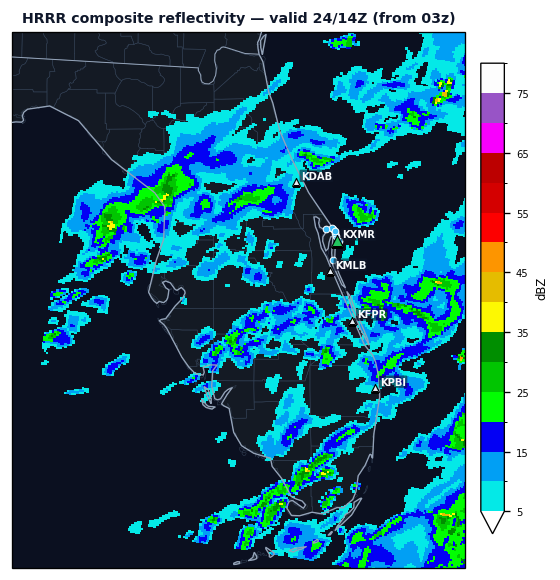 HRRR composite reflectivity — valid 24/14Z (from 03z)
KDAB
KXMR
KMLB
KFPR
KPBI
75
65
55
45
35
25
15
5
dBZ